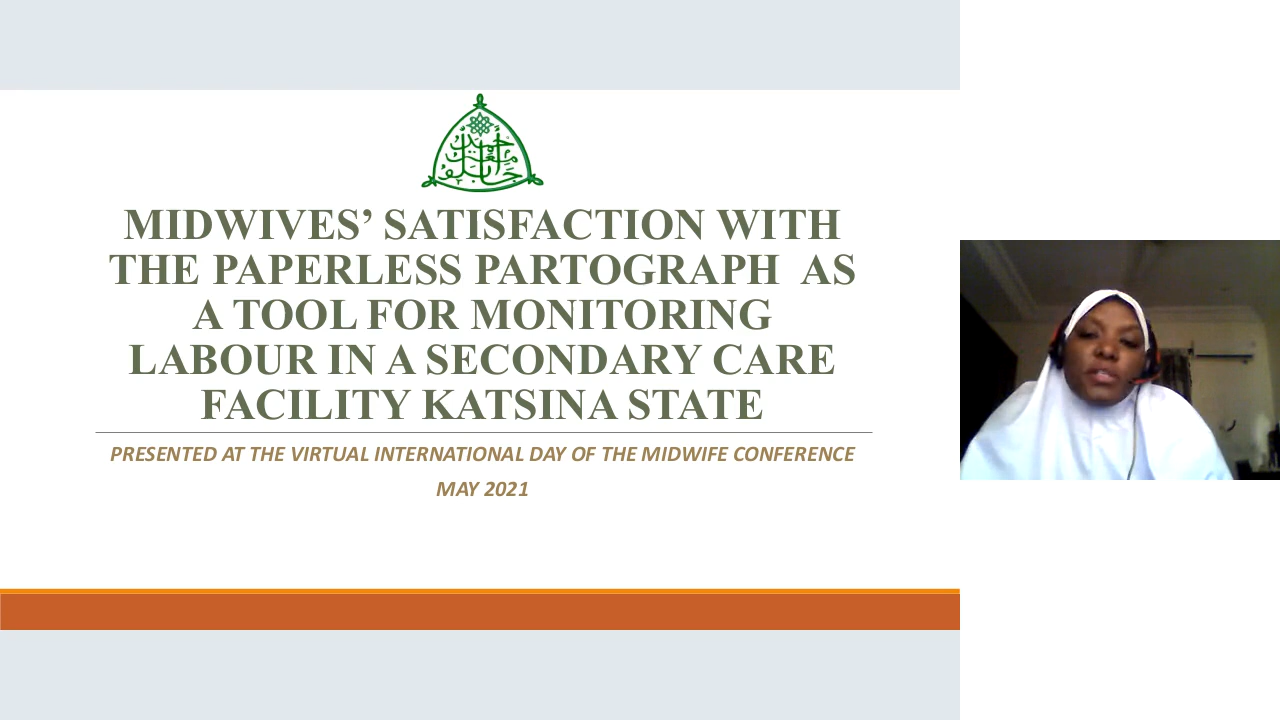 MIDWIVES’ SATISFACTION WITH
THE PAPERLESS PARTOGRAPH AS
A TOOL FOR MONITORING
LABOUR IN A SECONDARY CARE
FACILITY KATSINA STATE
PRESENTED AT THE VIRTUAL INTERNATIONAL DAY OF THE MIDWIFE CONFERENCE
MAY 2021